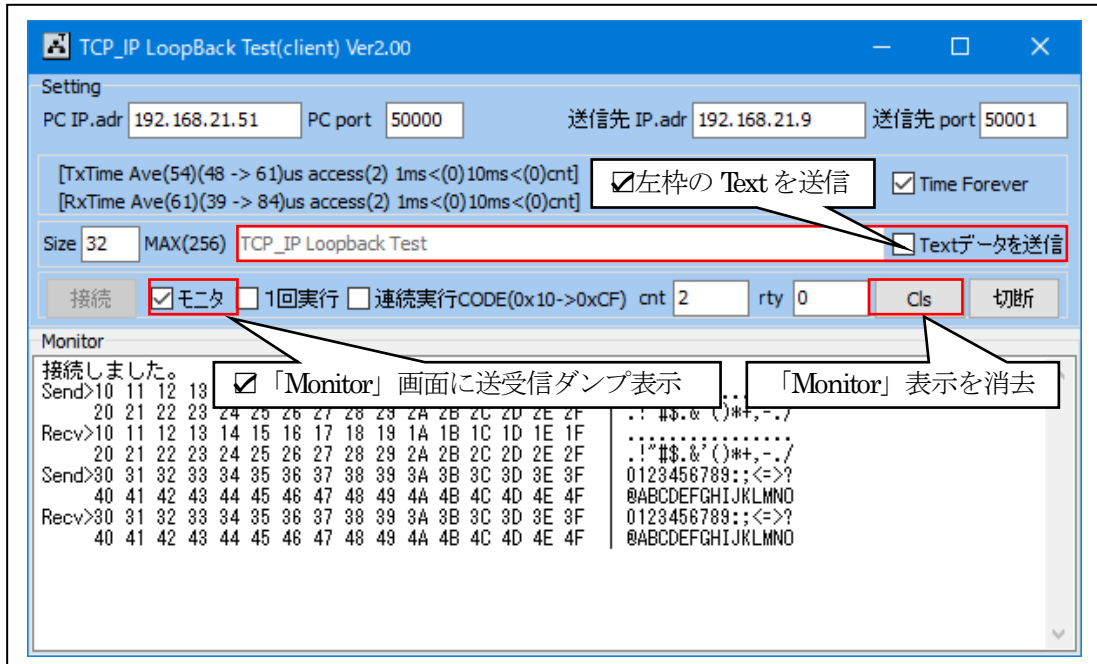 TCP_IP LoopBack Test(client) Ver2.00
Setting
PC IP.adr 192.168.21.51 PC port 50000 送信先 IP.adr 192.168.21.9 送信先 port 50001
[TxTime Ave(54)(48 -> 61)us access(2) 1ms<(0)10ms<(0)cnt]
☑左枠の Text を送信
Time Forever
[RxTime Ave(61)(39 -> 84)us access(2) 1ms<(0)10ms<(0)cnt]
Size 32 MAX(256) TCP_IP Loopback Test Textデータを送信
接続 モニタ 1回実行 連続実行CODE(0x10->0xCF) cnt 2 rty 0 Cls 切断
Monitor
接続しました。
☑「Monitor」画面に送受信ダンプ表示
「Monitor」表示を消去
Send>10 11 12 13
20 21 22 23 24 25 26 27 28 29 2A 2B 2C 2D 2E 2F .!"#$.&'()*+,-./
Recv>10 11 12 13 14 15 16 17 18 19 1A 1B 1C 1D 1E 1F ................
20 21 22 23 24 25 26 27 28 29 2A 2B 2C 2D 2E 2F .!"#$.&'()*+,-./
Send>30 31 32 33 34 35 36 37 38 39 3A 3B 3C 3D 3E 3F 0123456789:;<=>?
40 41 42 43 44 45 46 47 48 49 4A 4B 4C 4D 4E 4F @ABCDEFGHIJKLMNO
Recv>30 31 32 33 34 35 36 37 38 39 3A 3B 3C 3D 3E 3F 0123456789:;<=>?
40 41 42 43 44 45 46 47 48 49 4A 4B 4C 4D 4E 4F @ABCDEFGHIJKLMNO